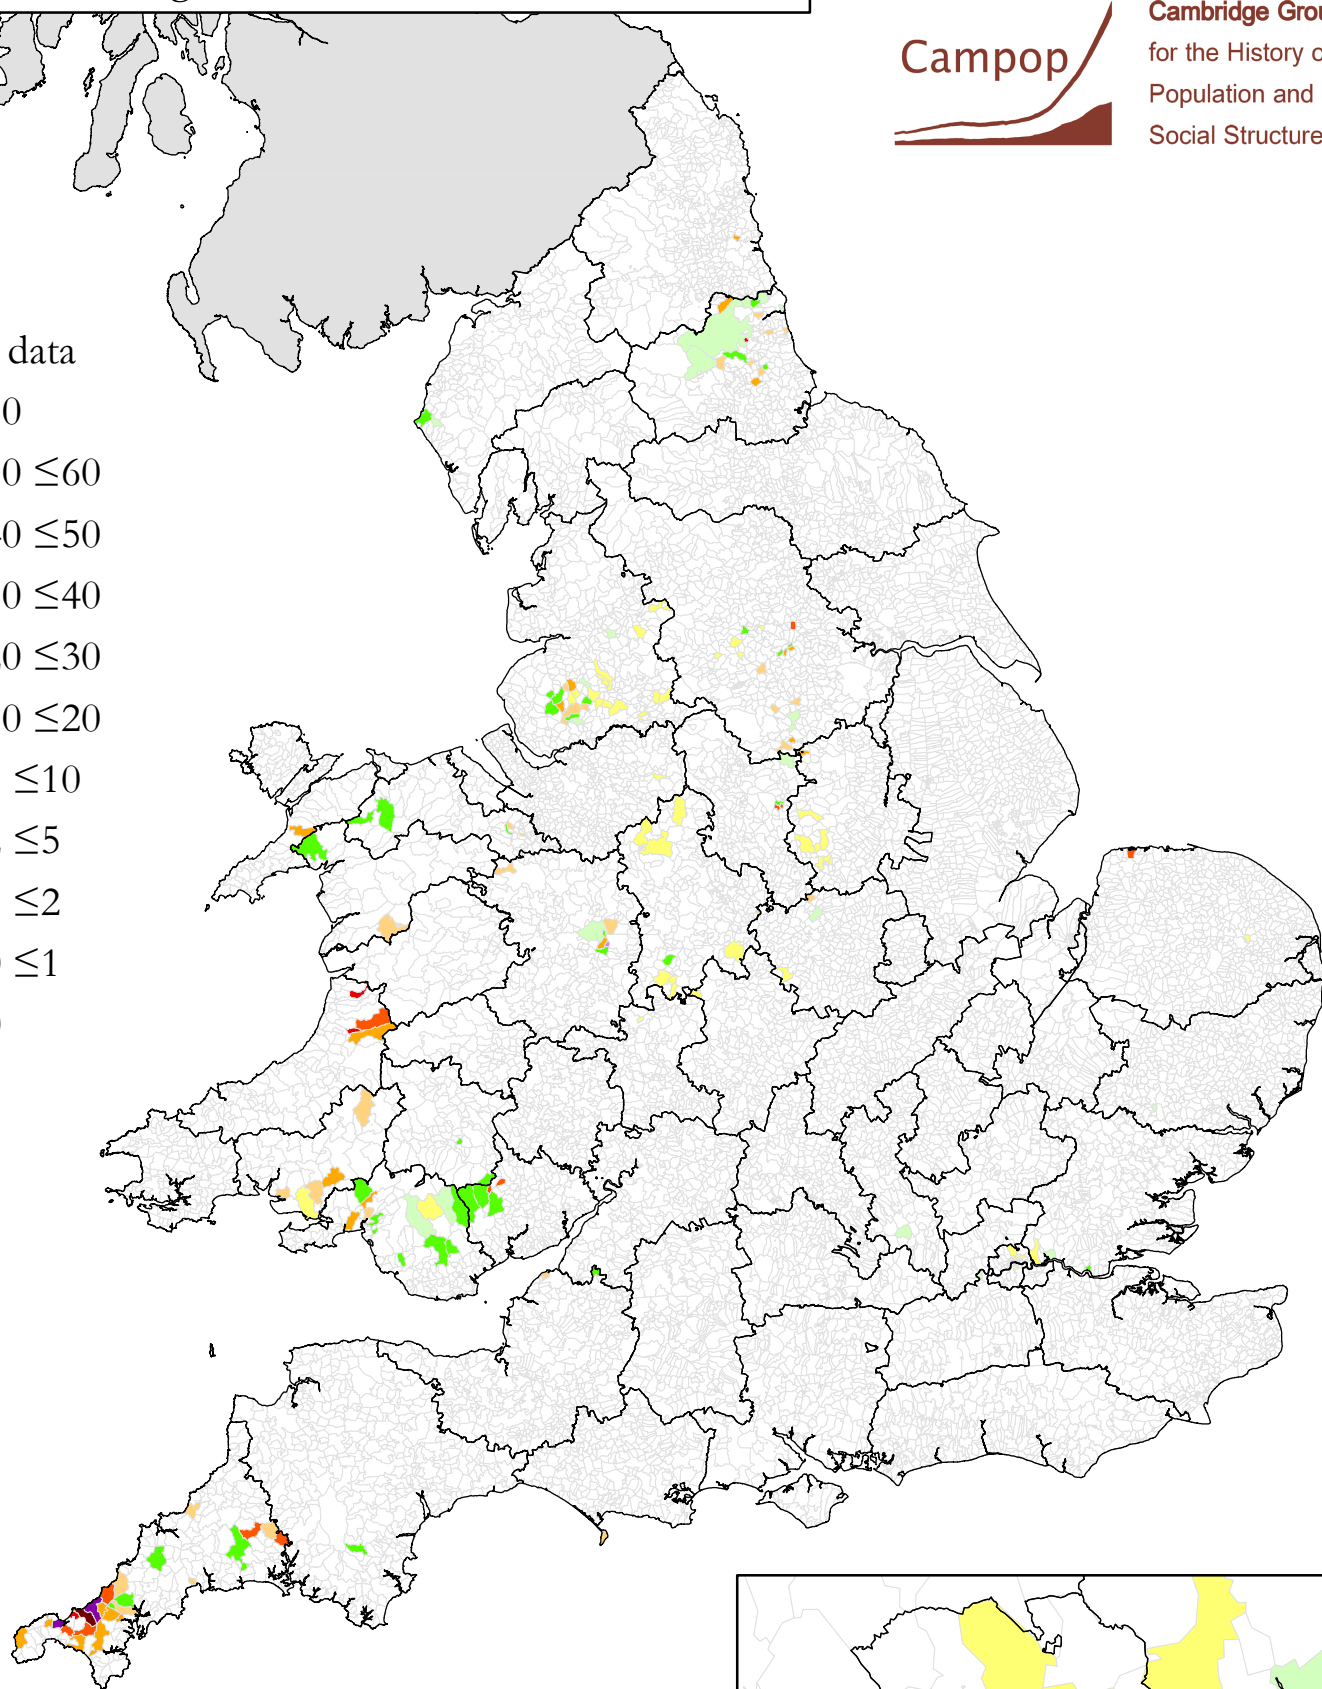 Campop
Cambridge Grou
for the History o
Population and
Social Structure
data
0
0 ≤60
0 ≤50
0 ≤40
0 ≤30
0 ≤20
≤10
≤5
≤2
≤1